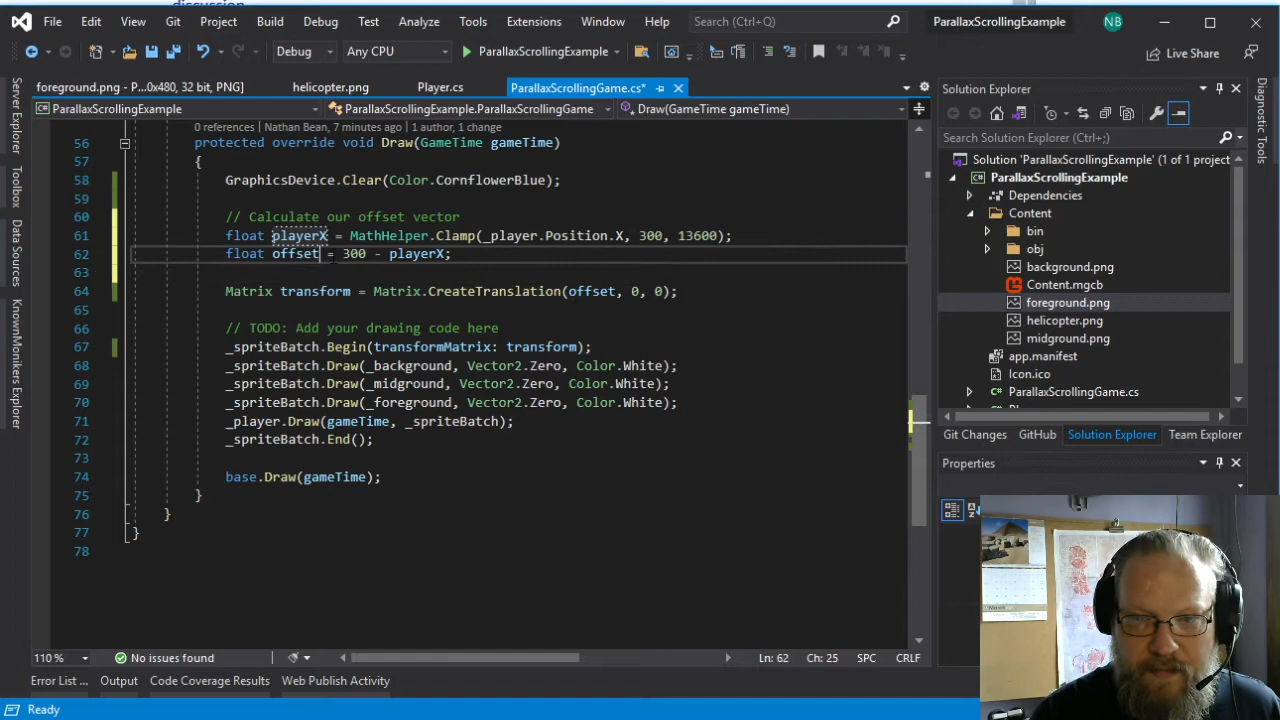 discussion
File Edit View Git Project Build Debug Test Analyze Tools Extensions Window Help Search (Ctrl+Q) ParallaxScrollingExample NB
Debug Any CPU ParallaxScrollingExample Live Share
foreground.png - P...0x480, 32 bit, PNG] helicopter.png Player.cs ParallaxScrollingGame.cs*
ParallaxScrollingExample ParallaxScrollingExample.ParallaxScrollingGame Draw(GameTime gameTime)
0 references | Nathan Bean, 7 minutes ago | 1 author, 1 change
56 protected override void Draw(GameTime gameTime)
57 {
58 GraphicsDevice.Clear(Color.CornflowerBlue);
59
60 // Calculate our offset vector
61 float playerX = MathHelper.Clamp(_player.Position.X, 300, 13600);
62 float offset = 300 - playerX;
63
64 Matrix transform = Matrix.CreateTranslation(offset, 0, 0);
65
66 // TODO: Add your drawing code here
67 _spriteBatch.Begin(transformMatrix: transform);
68 _spriteBatch.Draw(_background, Vector2.Zero, Color.White);
69 _spriteBatch.Draw(_midground, Vector2.Zero, Color.White);
70 _spriteBatch.Draw(_foreground, Vector2.Zero, Color.White);
71 _player.Draw(gameTime, _spriteBatch);
72 _spriteBatch.End();
73
74 base.Draw(gameTime);
75 }
76 }
77 }
78
110 % No issues found Ln: 62 Ch: 25 SPC CRLF
Error List ... Output Code Coverage Results Web Publish Activity
Ready
Server Explorer
Toolbox
Data Sources
KnownMonikers Explorer
Solution Explorer
Search Solution Explorer (Ctrl+;)
Solution 'ParallaxScrollingExample' (1 of 1 project
ParallaxScrollingExample
Dependencies
Content
bin
obj
background.png
Content.mgcb
foreground.png
helicopter.png
midground.png
app.manifest
Icon.ico
ParallaxScrollingGame.cs
Git Changes GitHub Solution Explorer Team Explorer
Properties
Diagnostic Tools